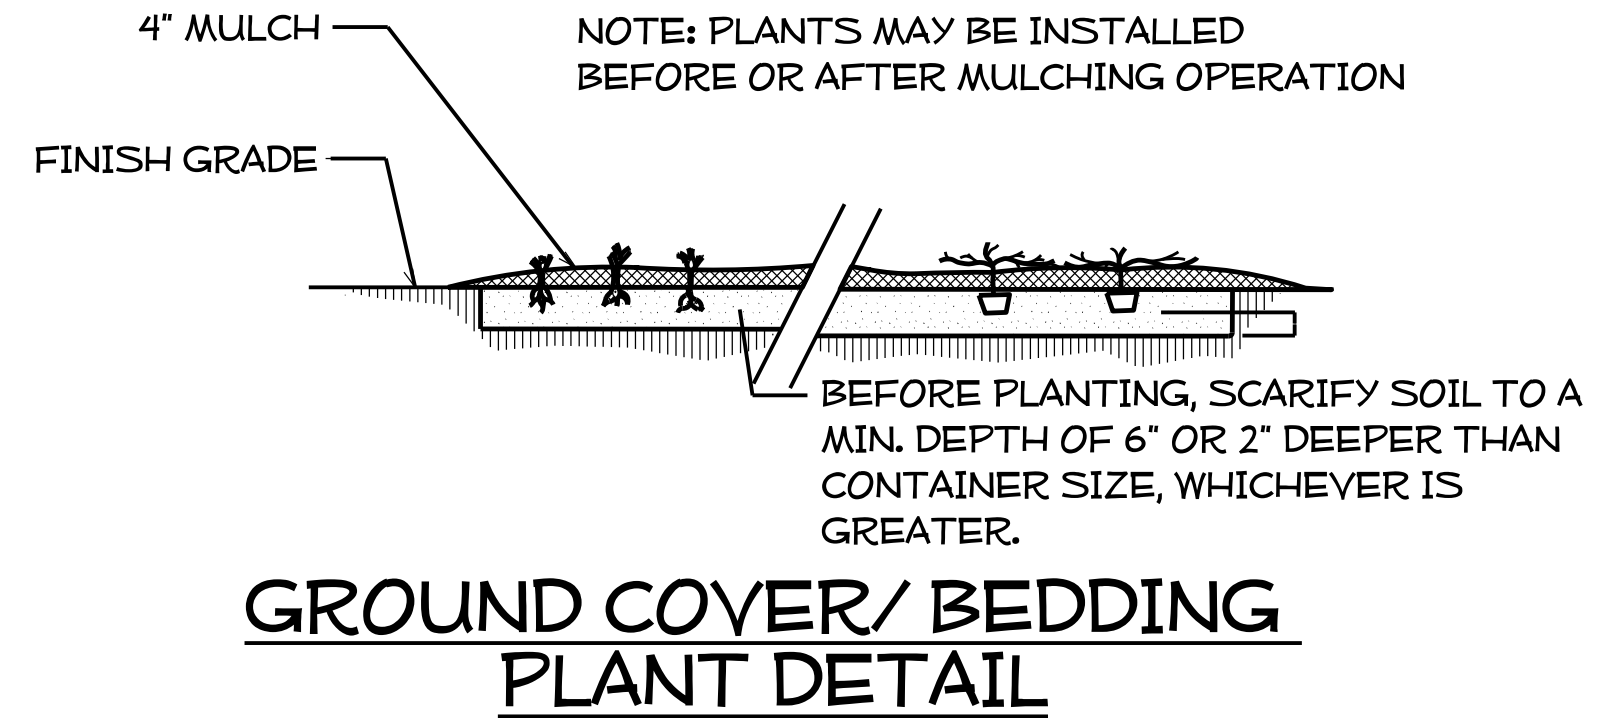 4" MULCH
NOTE: PLANTS MAY BE INSTALLED
BEFORE OR AFTER MULCHING OPERATION
FINISH GRADE
BEFORE PLANTING, SCARIFY SOIL TO A
MIN. DEPTH OF 6" OR 2" DEEPER THAN
CONTAINER SIZE, WHICHEVER IS
GREATER.
GROUND COVER/ BEDDING
PLANT DETAIL